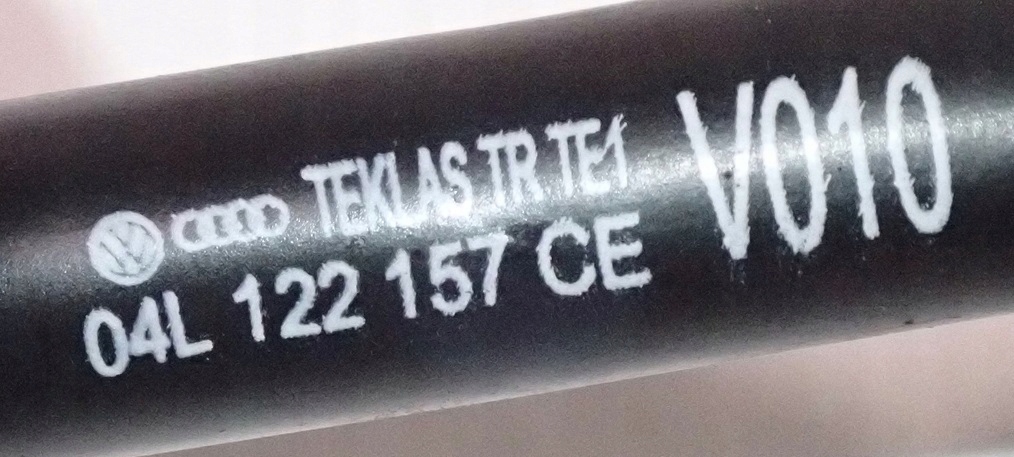 TEKLAS TR TE1
04L 122 157 CE
V010